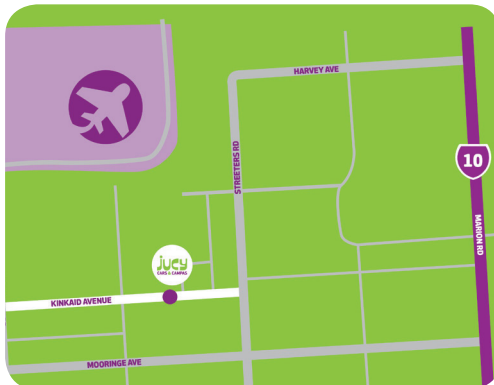 HARVEY AVE
STREETERS RD
10
MARION RD
jucy
CARS & CAMPAS
KINKAID AVENUE
MOORINGE AVE